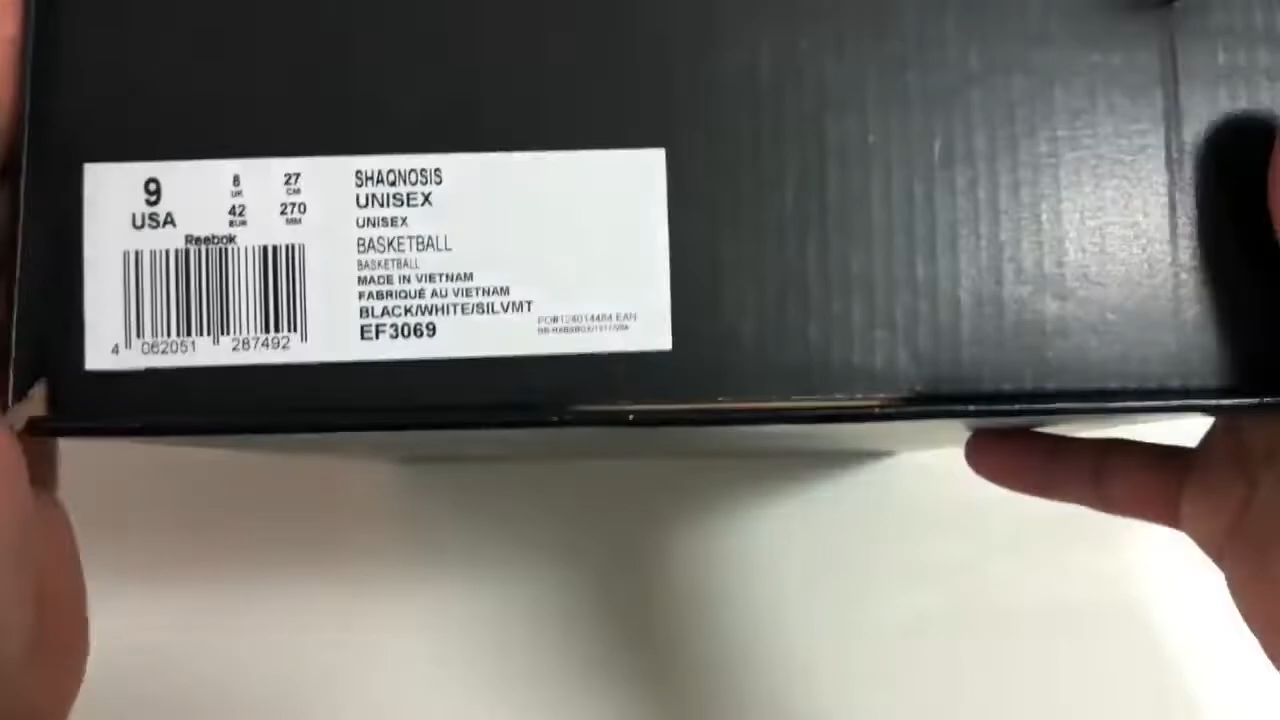 9
USA
8
UK
27
CM
42
EUR
270
MM
Reebok
4 062051 287492
SHAQNOSIS
UNISEX
UNISEX
BASKETBALL
BASKETBALL
MADE IN VIETNAM
FABRIQUÉ AU VIETNAM
BLACK/WHITE/SILVMT
EF3069
EAN